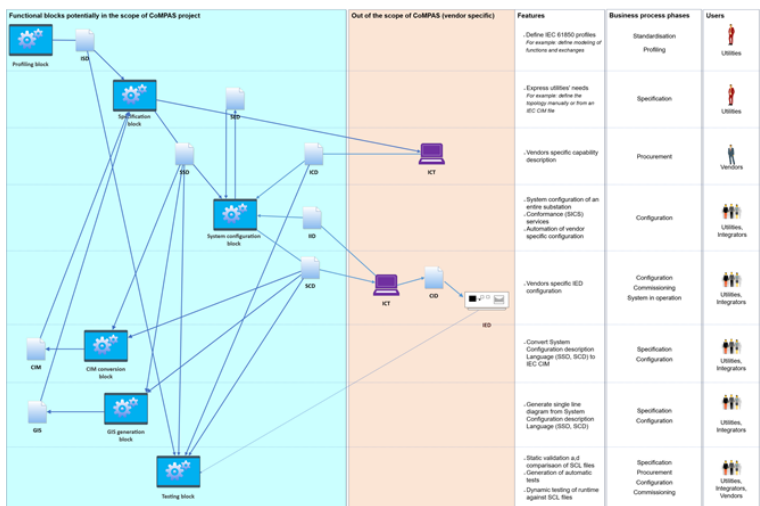 Functional blocks potentially in the scope of CoMPAS project
Out of the scope of CoMPAS (vendor specific)
Features
Business process phases
Users
Profiling block
ISD
Define IEC 61850 profiles
For example: define modeling of
functions and exchanges
Standardisation
Profiling
Utilities
Specification
block
SED
Express utilities' needs
For example: define the
topology manually or from an
IEC CIM file
Specification
Utilities
SSD
ICD
ICT
Vendors specific capability
description
Procurement
Vendors
System configuration
block
IID
System configuration of an
entire substation
Conformance (SICS)
services
Automation of vendor
specific configuration
Configuration
Utilities,
Integrators
SCD
ICT
CID
IED
Vendors specific IED
configuration
Configuration
Commissioning
System in operation
Utilities,
Integrators
CIM
CIM conversion
block
Convert System
Configuration description
Language (SSD, SCD) to
IEC CIM
Specification
Configuration
Utilities,
Integrators
GIS
GIS generation
block
Generate single line
diagram from System
Configuration description
Language (SSD, SCD)
Specification
Configuration
Utilities,
Integrators
Testing block
Static validation a,d
comparisaon of SCL files
Generation of automatic
tests
Dynamic testing of runtime
against SCL files
Specification
Procurement
Configuration
Commissioning
Utilities,
Integrators,
Vendors